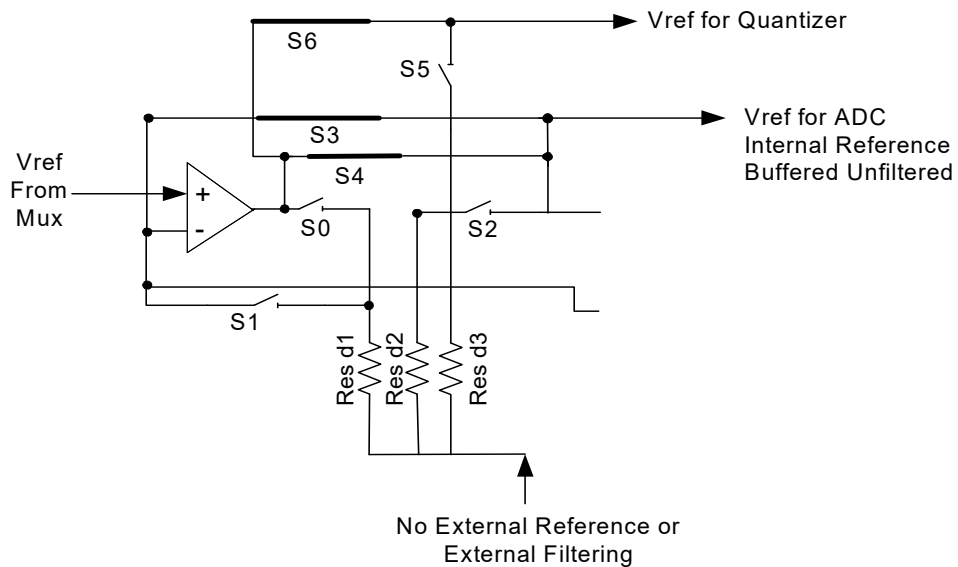 Vref for Quantizer
S6
S5
Vref for ADC
Internal Reference
Buffered Unfiltered
S3
S4
Vref
From
Mux
+
-
S0
S2
S1
Res d1
Res d2
Res d3
No External Reference or
External Filtering